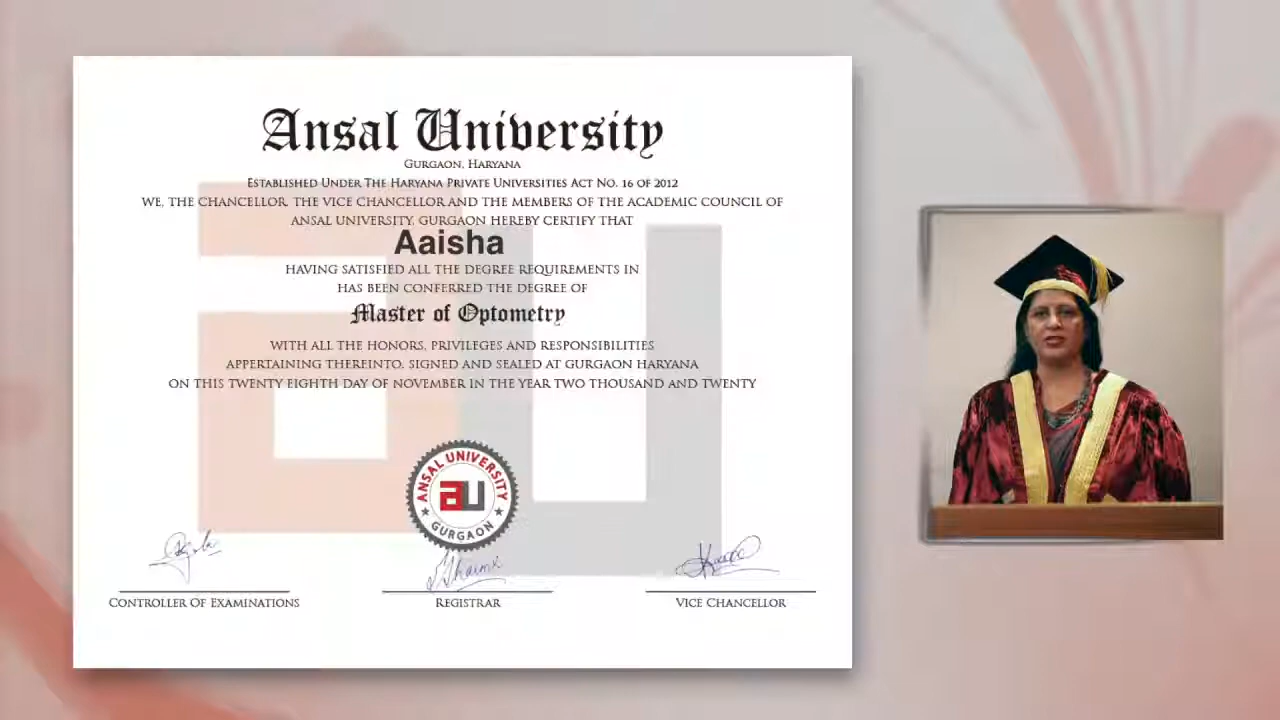 Ansal University
GURGAON, HARYANA
ESTABLISHED UNDER THE HARYANA PRIVATE UNIVERSITIES ACT NO. 16 OF 2012
WE, THE CHANCELLOR, THE VICE CHANCELLOR AND THE MEMBERS OF THE ACADEMIC COUNCIL OF
ANSAL UNIVERSITY, GURGAON HEREBY CERTIFY THAT
Aaisha
HAVING SATISFIED ALL THE DEGREE REQUIREMENTS IN
HAS BEEN CONFERRED THE DEGREE OF
Master of Optometry
WITH ALL THE HONORS, PRIVILEGES AND RESPONSIBILITIES
APPERTAINING THEREINTO, SIGNED AND SEALED AT GURGAON HARYANA
ON THIS TWENTY EIGHTH DAY OF NOVEMBER IN THE YEAR TWO THOUSAND AND TWENTY
au
ANSAL UNIVERSITY
au
GURGAON
CONTROLLER OF EXAMINATIONS
REGISTRAR
VICE CHANCELLOR